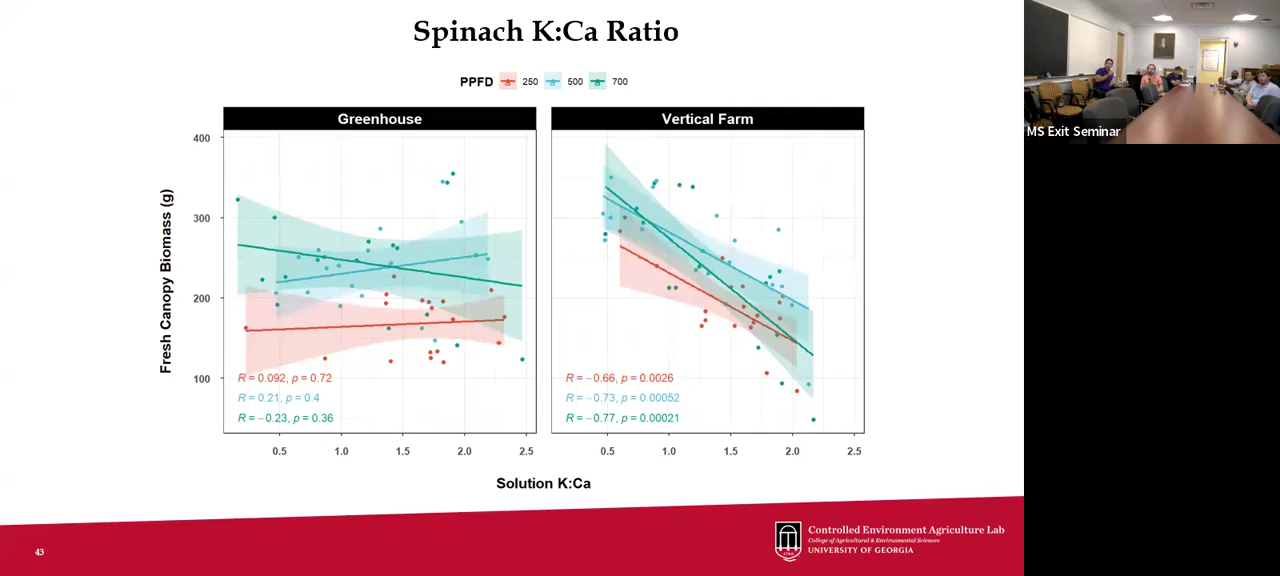 Spinach K:Ca Ratio
PPFD a 250 a 500 a 700
Greenhouse
Vertical Farm
Fresh Canopy Biomass (g)
400
300
200
100
R = 0.092, p = 0.72
R = 0.21, p = 0.4
R = −0.23, p = 0.36
R = −0.66, p = 0.0026
R = −0.73, p = 0.00052
R = −0.77, p = 0.00021
0.5 1.0 1.5 2.0 2.5
0.5 1.0 1.5 2.0 2.5
Solution K:Ca
43
Controlled Environment Agriculture Lab
College of Agricultural & Environmental Sciences
UNIVERSITY OF GEORGIA
1785
MS Exit Seminar